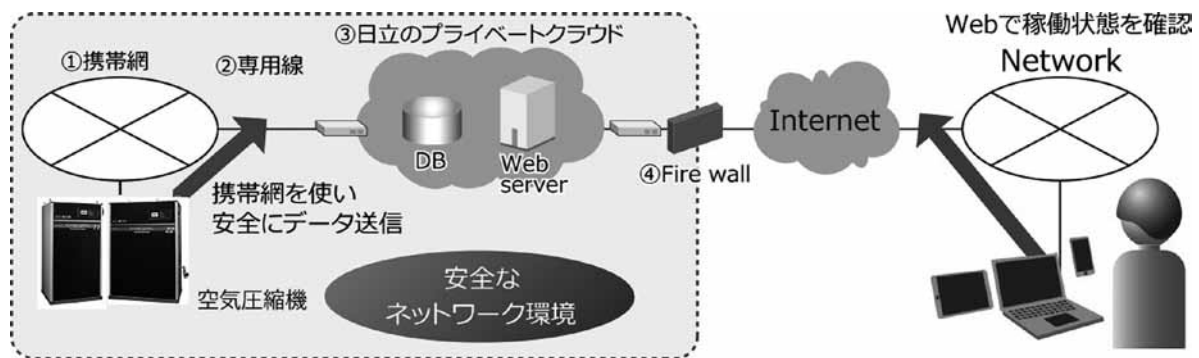 ①携帯網
②専用線
③日立のプライベートクラウド
DB
Web
server
④Fire wall
携帯網を使い
安全にデータ送信
空気圧縮機
安全な
ネットワーク環境
Internet
Webで稼働状態を確認
Network